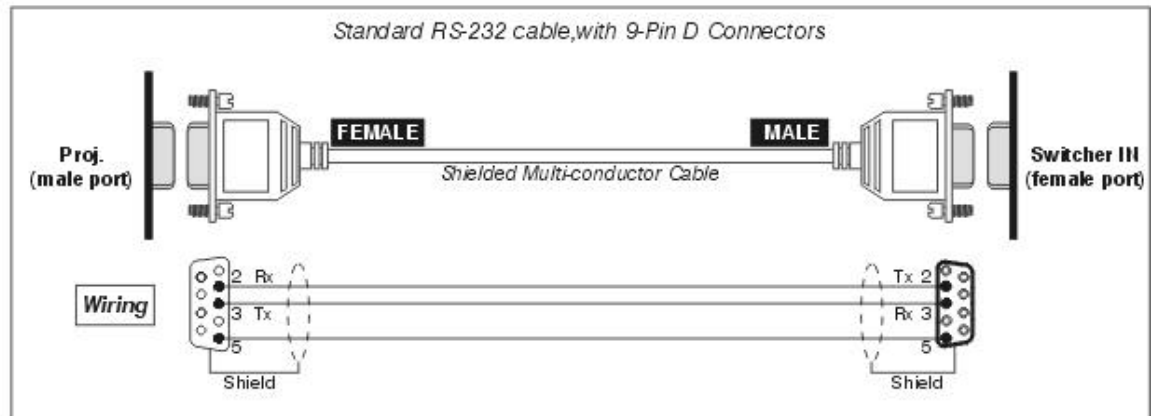 Standard RS-232 cable,with 9-Pin D Connectors
FEMALE
MALE
Proj.
(male port)
Shielded Multi-conductor Cable
Switcher IN
(female port)
Wiring
2 Rx
Tx 2
3 Tx
Rx 3
5
5
Shield
Shield